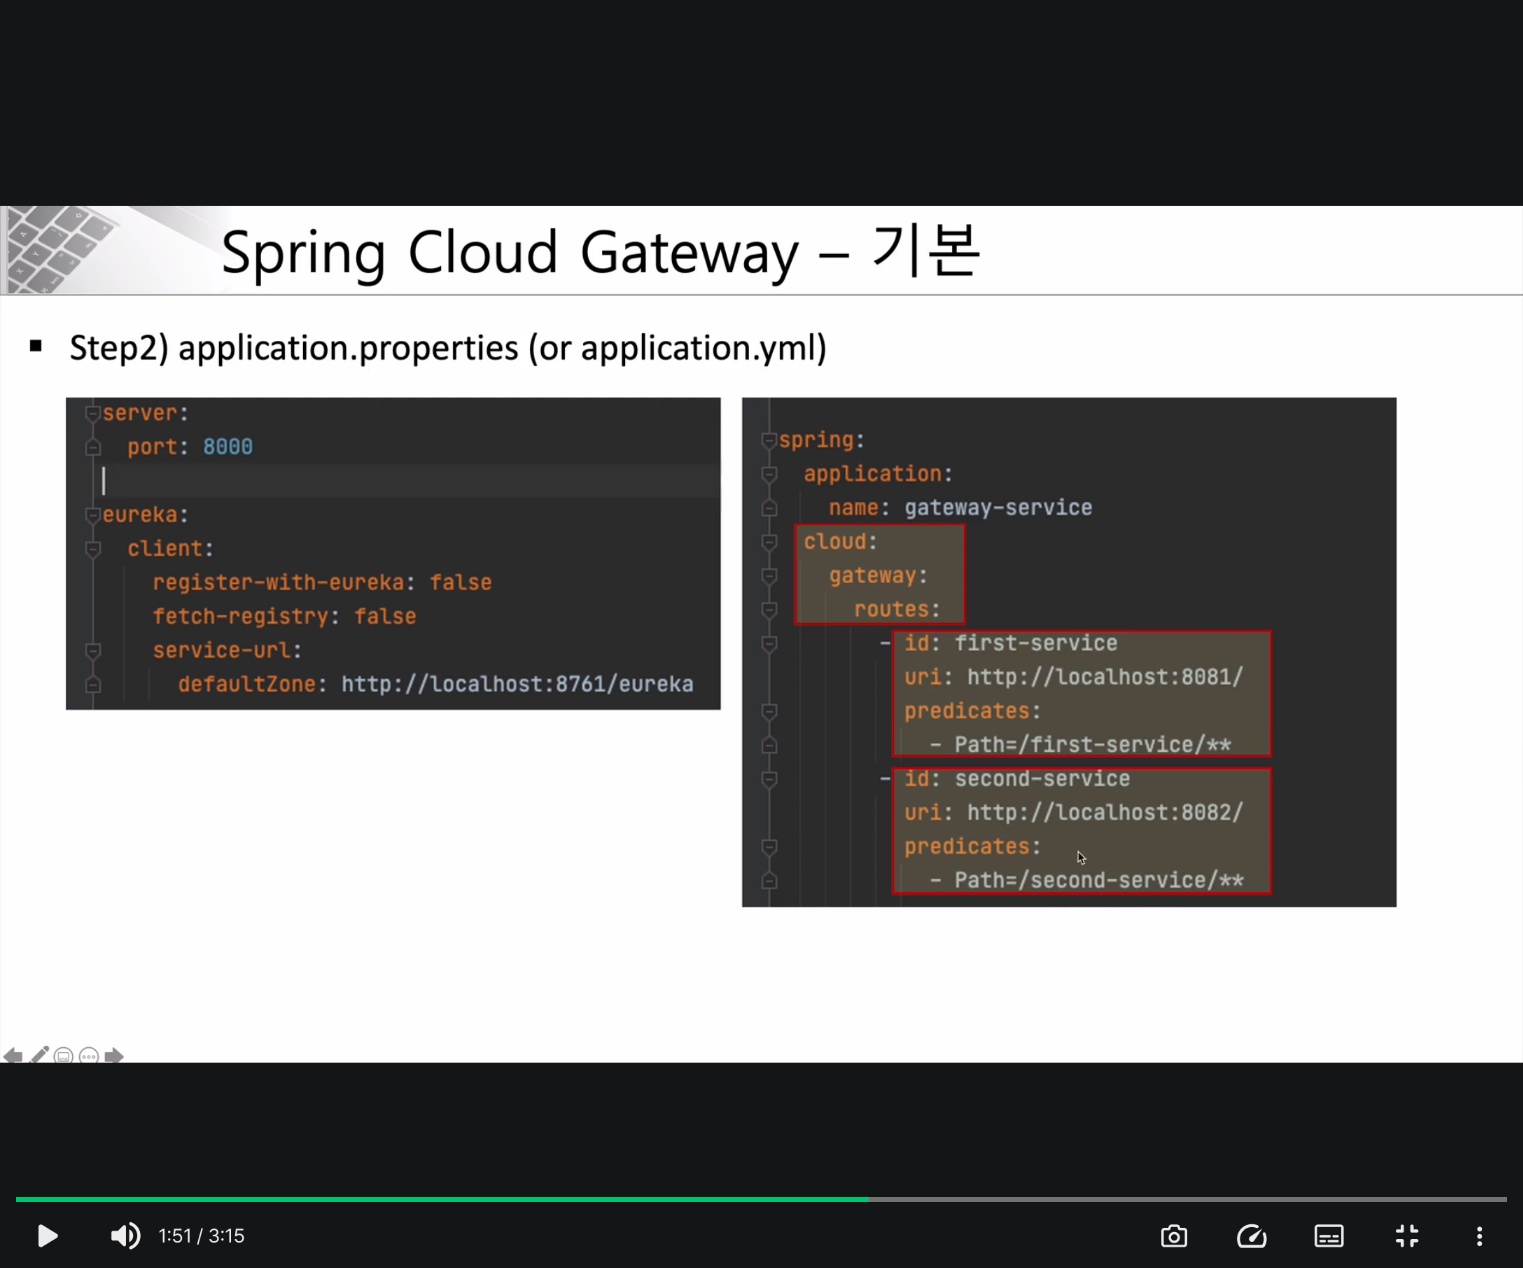 Spring Cloud Gateway – 기본
▪ Step2) application.properties (or application.yml)
server:
  port: 8000
eureka:
  client:
    register-with-eureka: false
    fetch-registry: false
    service-url:
      defaultZone: http://localhost:8761/eureka
spring:
  application:
    name: gateway-service
  cloud:
    gateway:
      routes:
        - id: first-service
          uri: http://localhost:8081/
          predicates:
            - Path=/first-service/**
        - id: second-service
          uri: http://localhost:8082/
          predicates:
            - Path=/second-service/**
1:51 / 3:15